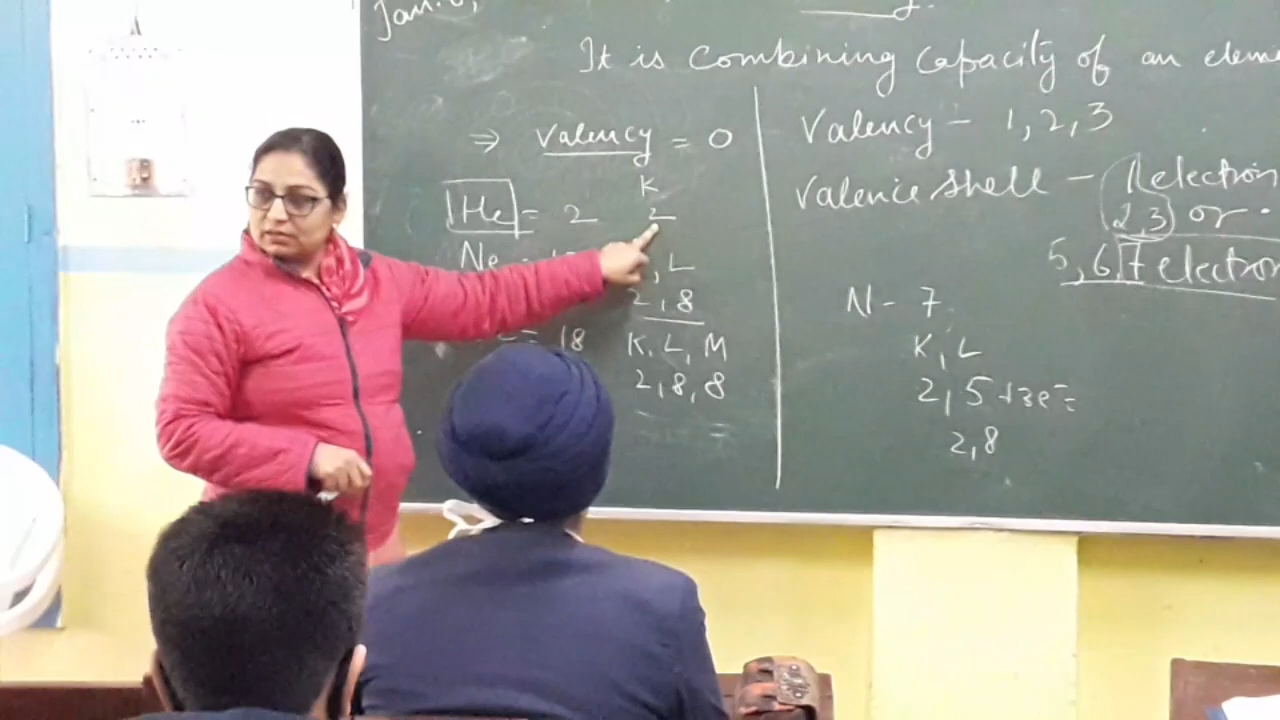 Jan.
It is combining capacity of an eleme
⇒ valency = 0
K
He = 2 2
Ne = , L
2,8
= 18 K, L, M
2,8,8
Valency - 1,2,3
Valence shell - 1 electron
2,3 or
5,6,7 electron
N - 7
K, L
2,5 +3e-
2,8